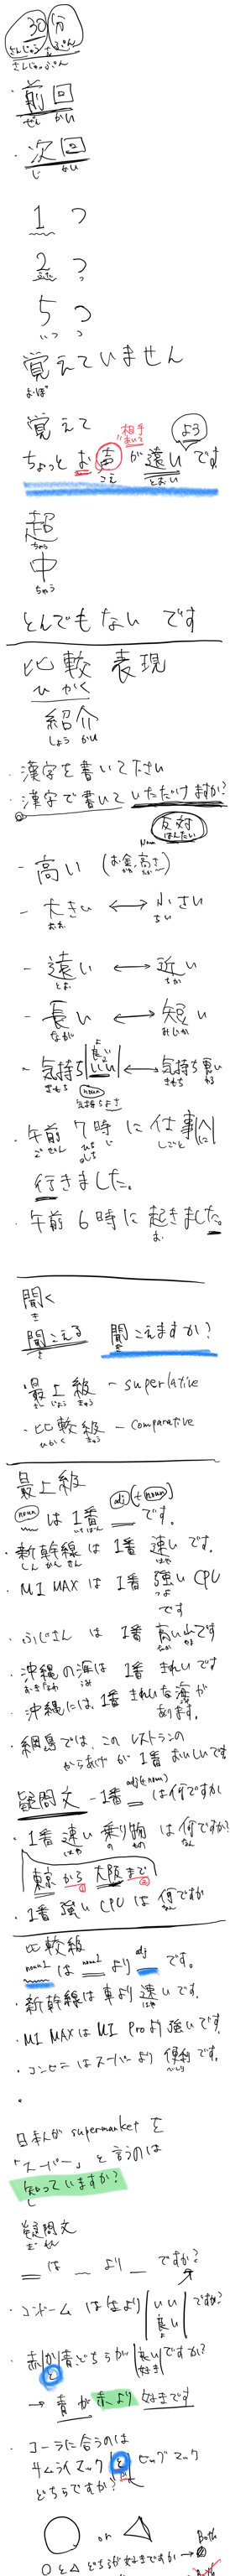 30分
さんじゅっぷん
さんじゅっぷん
・前回
ぜん かい
・次回
じ かい
1つ
2つ
ふた つ
5つ
いつ つ
覚えていません
おぼ
覚えて
相手
よ3
ちょっと お声が遠いです
こえ とおい
超
ちょう
中
ちゅう
とんでもない です
比較 表現
ひ かく
紹介
しょう かい
・漢字を書いてださい
・漢字で書いていただけますか?
反対
はんたい
Noun
- 高い (お金, 高さ)
- 大きい ⟷ 小さい
おお ちい
- 遠い ⟷ 近い
とお ちか
- 長い ⟷ 短い
なが みじか
- 気持ち|良い いい| ⟷ 気持ち悪い
きもち きもち わる
noun
気持よさ
・午前 7時 に 仕事へに
ご ぜん しち じ しごと
行きました。
・午前 6時に 起きました。
お
聞く
き
聞こえる 聞こえますか?
き き
最上級 - superlative
さい じょう きゅう
・比較級 - comparative
ひかく きゅう
最上級
noun adj (+ noun)
は1番 です。
いちばん
・新幹線は 1番 速いです。
しん かん せん はや
・M1 MAX は 1番 強い CPU
つよ
です
・ふじさん は 1番 高い山です
たか やま
・沖縄の海は 1番 きれいです
おきなわ うみ
・沖縄には、1番 きれいな海が
あります。
・綱島では、この レストランの
からあげ が 1番 おいしいです
疑問文 - 1番 は何ですか
adj(+noun)
・1番 速い 乗り物 は何ですか?
はや の もの なん
東京から 大阪まで
・1番 強い CPU は 何ですか
なん
比較級
noun1 noun2 adj
は より です。
・新幹線は車より速いです。
・M1 MAX は M1 Pro より強いです。
・コンビニ はスーパーより 便利です。
べんり
・
日本人が supermarket を
「スーパー」と言うのは
知っていますか?
し
疑問文
ぎ もん
は より ですか?
・コンドーム は生より|いい 良い|ですか?
・赤か青、どちらが|良い 好き|ですか?
と
→ 青が赤より 好きです
・コーラに合うのは
サムライマック と ビッグマック
どちらですか?
○ or △
○と△ どちらが好きですか → Both